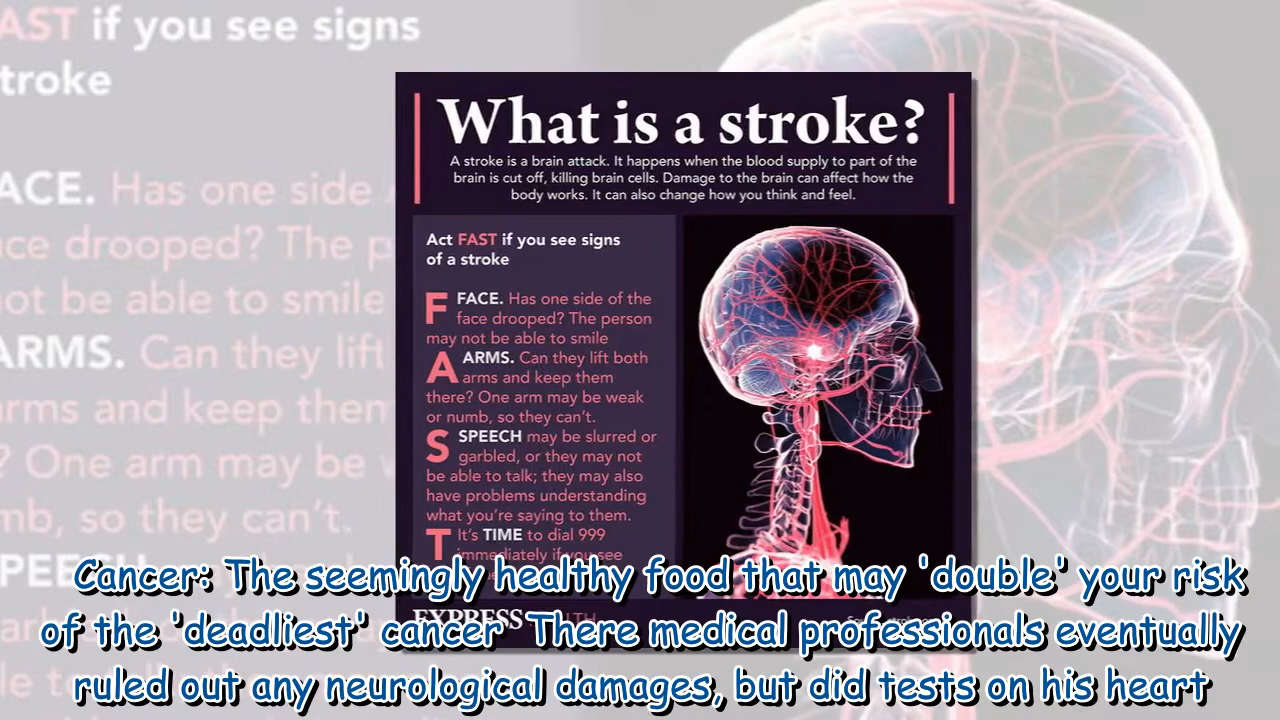 FAST if you see signs
troke
ACE. Has one side
ace drooped? The p
not be able to smile
ARMS. Can they lift
arms and keep them
? One arm may be
mb, so they can't.
SPEE
What is a stroke?
A stroke is a brain attack. It happens when the blood supply to part of the
brain is cut off, killing brain cells. Damage to the brain can affect how the
body works. It can also change how you think and feel.
Act FAST if you see signs
of a stroke
F FACE. Has one side of the
face drooped? The person
may not be able to smile
A ARMS. Can they lift both
arms and keep them
there? One arm may be weak
or numb, so they can't.
S SPEECH may be slurred or
garbled, or they may not
be able to talk; they may also
have problems understanding
what you're saying to them.
T It's TIME to dial 999
immediately if you see
EXPRESS
Cancer: The seemingly healthy food that may 'double' your risk
of the 'deadliest' cancer There medical professionals eventually
ruled out any neurological damages, but did tests on his heart